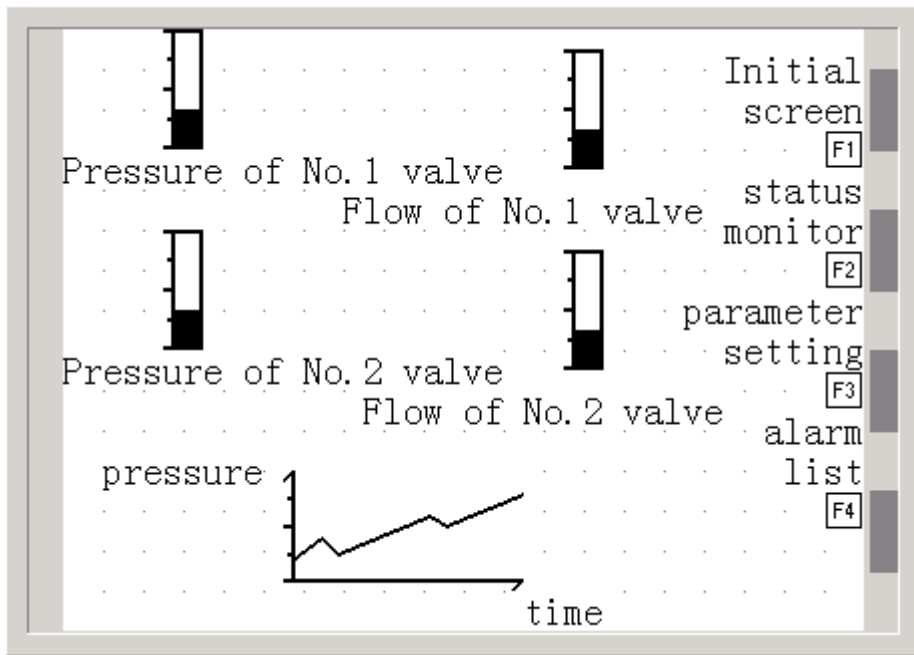 Initial
screen
F1
Pressure of No.1 valve
status
Flow of No.1 valve
monitor
F2
parameter
setting
Pressure of No.2 valve
F3
Flow of No.2 valve
alarm
pressure
list
F4
time